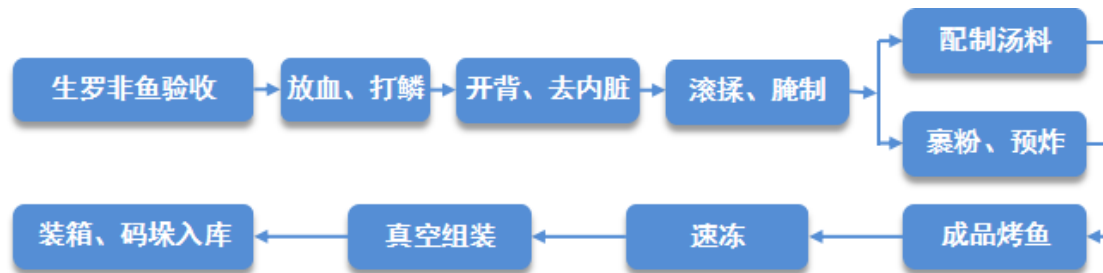 生罗非鱼验收
放血、打鳞
开背、去内脏
滚揉、腌制
配制汤料
裹粉、预炸
成品烤鱼
速冻
真空组装
装箱、码垛入库